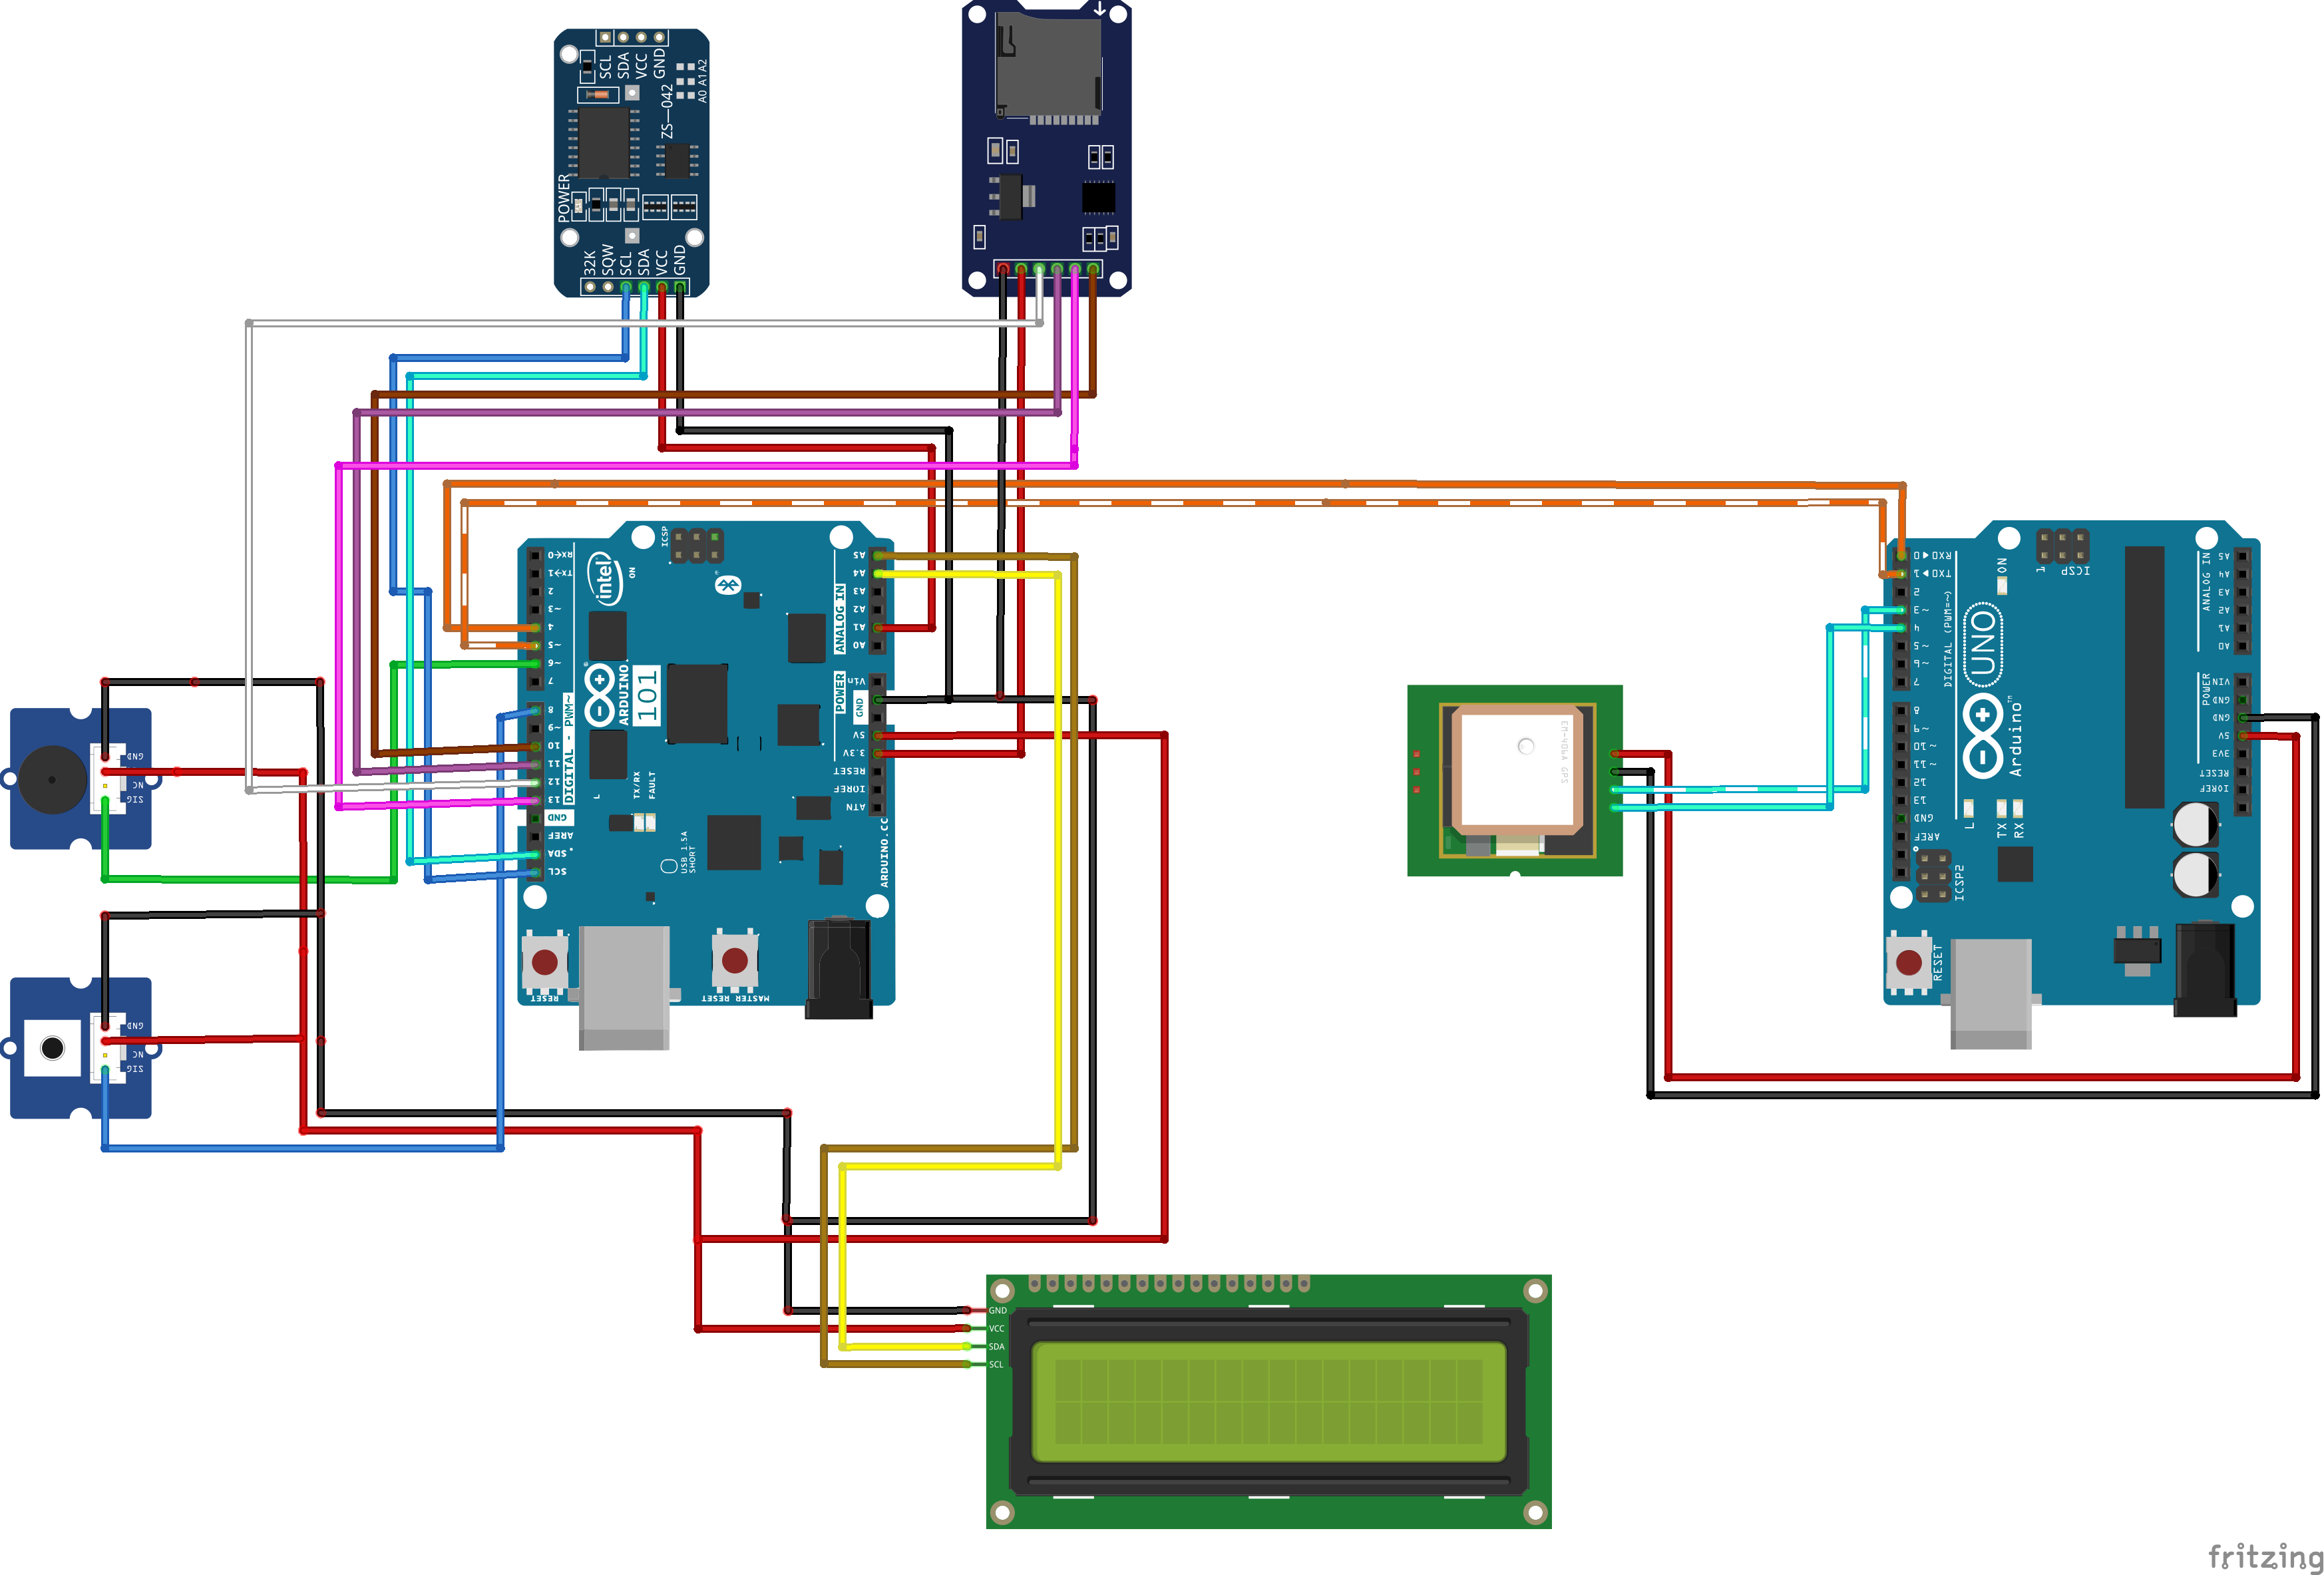 SCL
SDA
VCC
GND
A0 A1 A2
ZS-042
POWER
32K
SQW
SCL
SDA
VCC
GND
ICSP
RX→0
TX→1
2
~3
4
~5
~6
7
8
~9
10
11
12
13
GND
AREF
SDA
SCL
DIGITAL - PWM~
intel
ON
ARDUINO
101
L
TX/RX
FAULT
USB 1.5A
SHORT
ANALOG IN
A5
A4
A3
A2
A1
A0
POWER
Vin
GND
5V
3.3V
RESET
IOREF
ATN
ARDUINO.CC
RESET
MASTER RESET
GND
NC
SIG
GND
NC
SIG
GND
VCC
SDA
SCL
EM-406A GPS
RXD
0
TXD
1
2
3 ~
4
5 ~
6 ~
7
8
9 ~
10 ~
11 ~
12
13
GND
AREF
DIGITAL (PWM=~)
ON
1
ICSP
UNO
Arduino
TM
L
TX
RX
ICSP2
RESET
ANALOG IN
A5
A4
A3
A2
A1
A0
POWER
VIN
GND
GND
5V
3V3
RESET
IOREF
fritzing